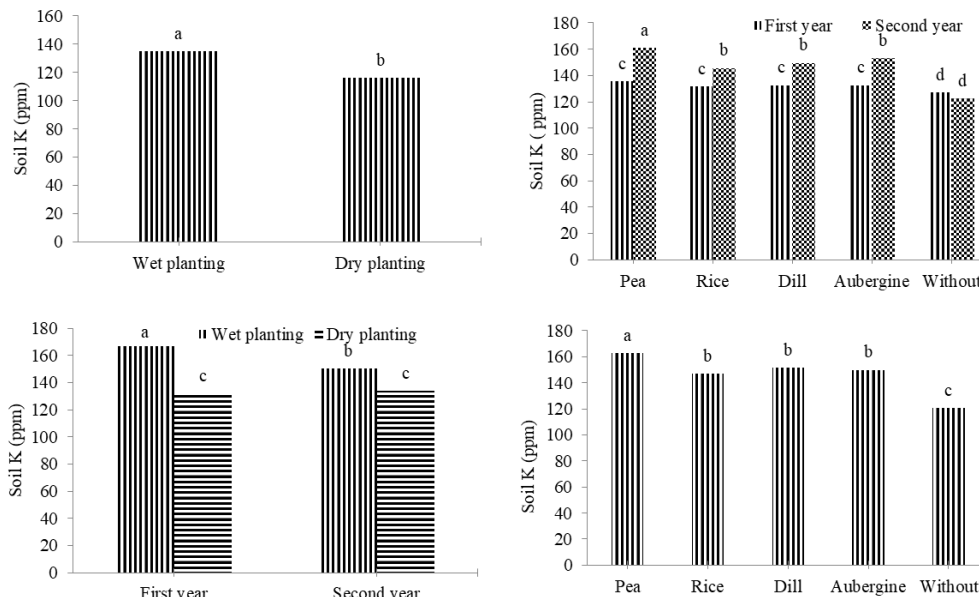 160
140
120
100
80
60
40
20
0
Soil K (ppm)
a
b
Wet planting
Dry planting
180
160
140
120
100
80
60
40
20
0
Soil K ( ppm)
First year
Second year
c
a
c
b
c
b
c
b
d
d
Pea
Rice
Dill
Aubergine
Without
180
160
140
120
100
80
60
40
20
0
Soil K (ppm)
Wet planting
Dry planting
a
c
b
c
First year
Second year
180
160
140
120
100
80
60
40
20
0
Soil K (ppm)
a
b
b
b
c
Pea
Rice
Dill
Aubergine
Without